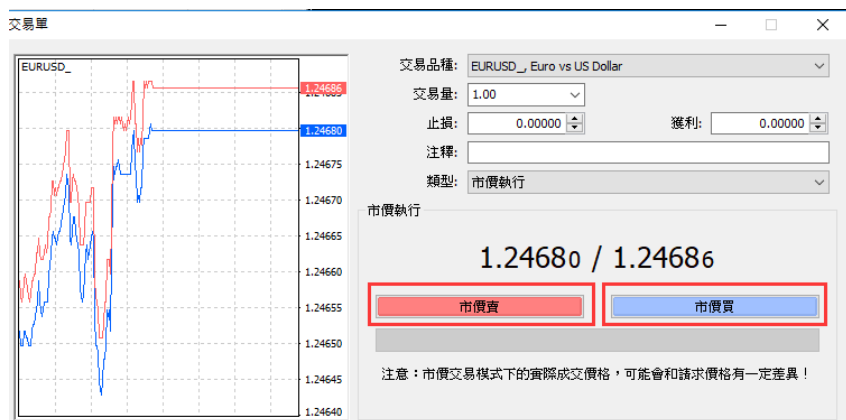 交易單
EURUSD_
1.24686
1.24680
1.24675
1.24670
1.24665
1.24660
1.24655
1.24650
1.24645
1.24640
交易品種: EURUSD_, Euro vs US Dollar
交易量: 1.00
止損: 0.00000 獲利: 0.00000
注釋:
類型: 市價執行
市價執行
1.24680 / 1.24686
市價賣 市價買
注意：市價交易模式下的實際成交價格，可能會和請求價格有一定差異！